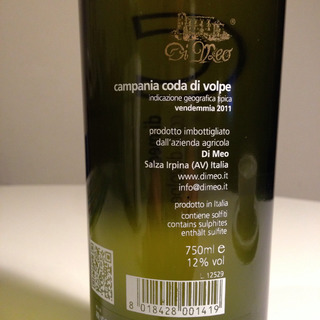 Di Meo
campania coda di volpe
indicazione geografica tipica
vendemmia 2011
prodotto imbottigliato
dall'azienda agricola
Di Meo
Salza Irpina (AV) Italia
www.dimeo.it
info@dimeo.it
prodotto in Italia
contiene solfiti
contains sulphites
enthält sulfite
750ml e
12% vol
L 12529
8 018428 001419